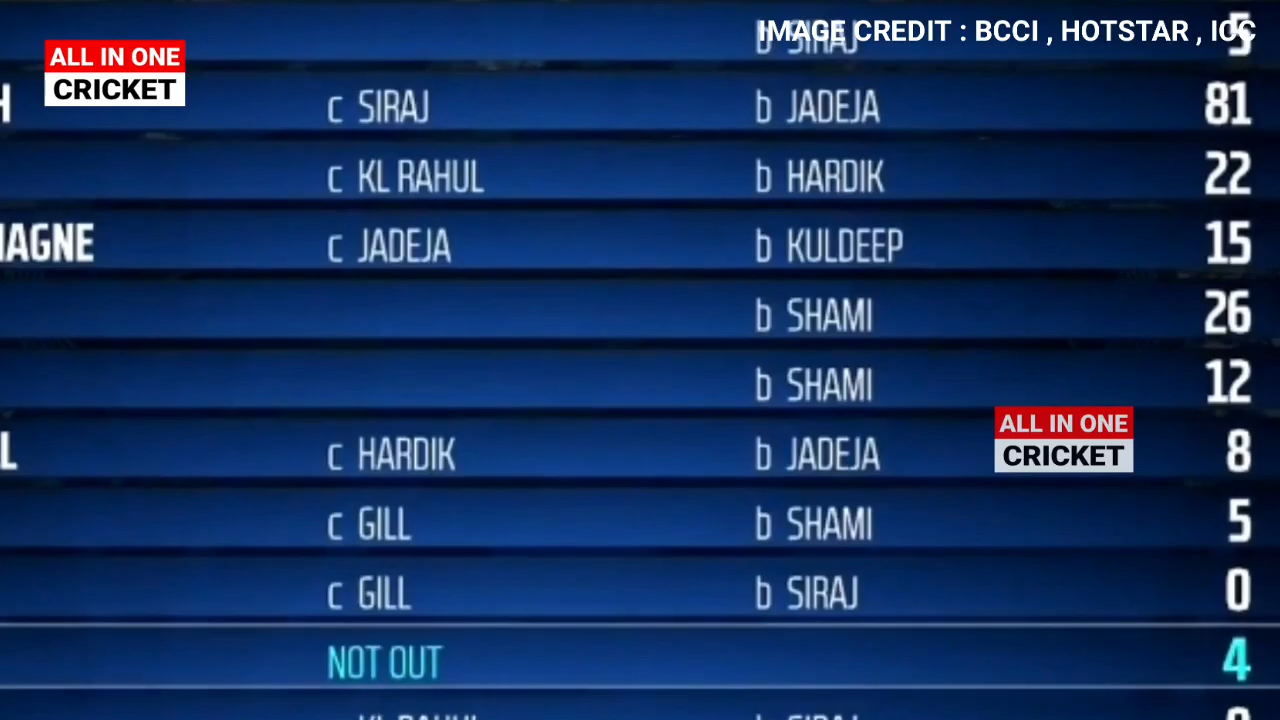 IMAGE CREDIT : BCCI , HOTSTAR , ICC
b SIRAJ 5
ALL IN ONE
CRICKET
H c SIRAJ b JADEJA 81
c KL RAHUL b HARDIK 22
AGNE c JADEJA b KULDEEP 15
b SHAMI 26
b SHAMI 12
ALL IN ONE
CRICKET
L c HARDIK b JADEJA 8
c GILL b SHAMI 5
c GILL b SIRAJ 0
NOT OUT 4